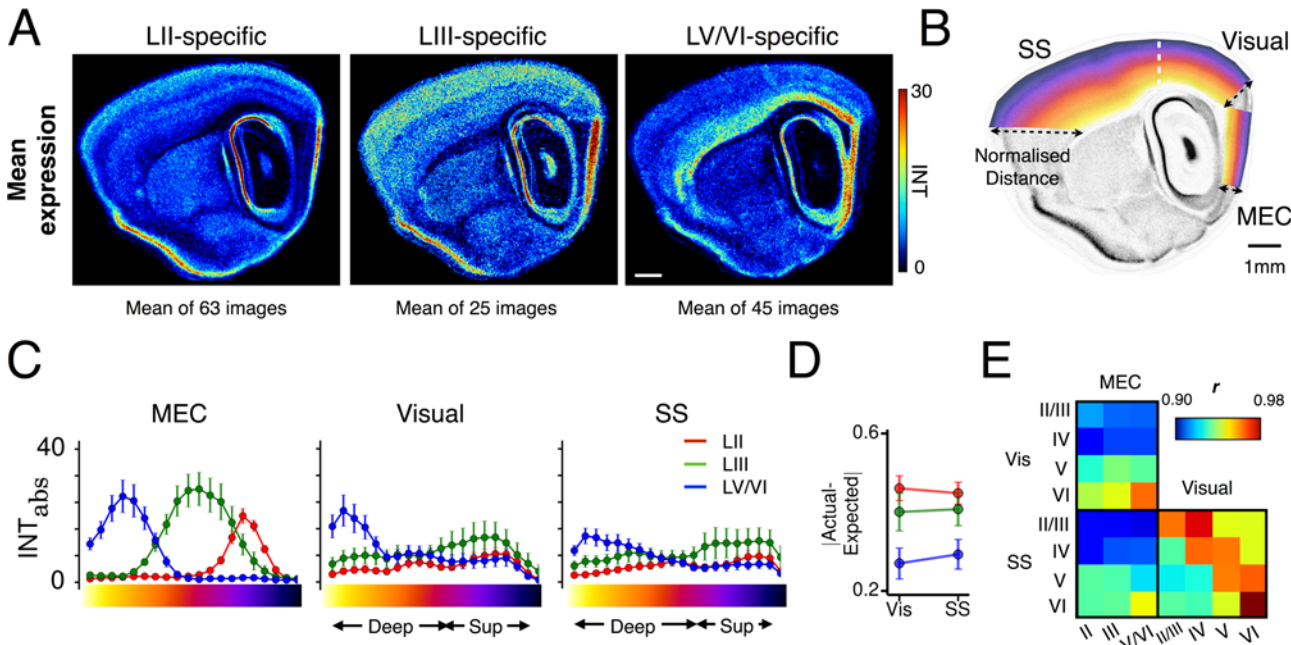 A
LII-specific
LIII-specific
LV/VI-specific
Mean expression
30
INT
0
Mean of 63 images
Mean of 25 images
Mean of 45 images
B
SS
Visual
Normalised
Distance
MEC
1mm
C
MEC
Visual
SS
40
INTabs
0
LII
LIII
LV/VI
Deep
Sup
Deep
Sup
D
0.6
|Actual-
Expected|
0.2
Vis
SS
E
MEC
r
0.90
0.98
Vis
II/III
IV
V
VI
Visual
SS
II/III
IV
V
VI
II
III
V/VI
II/III
IV
V
VI